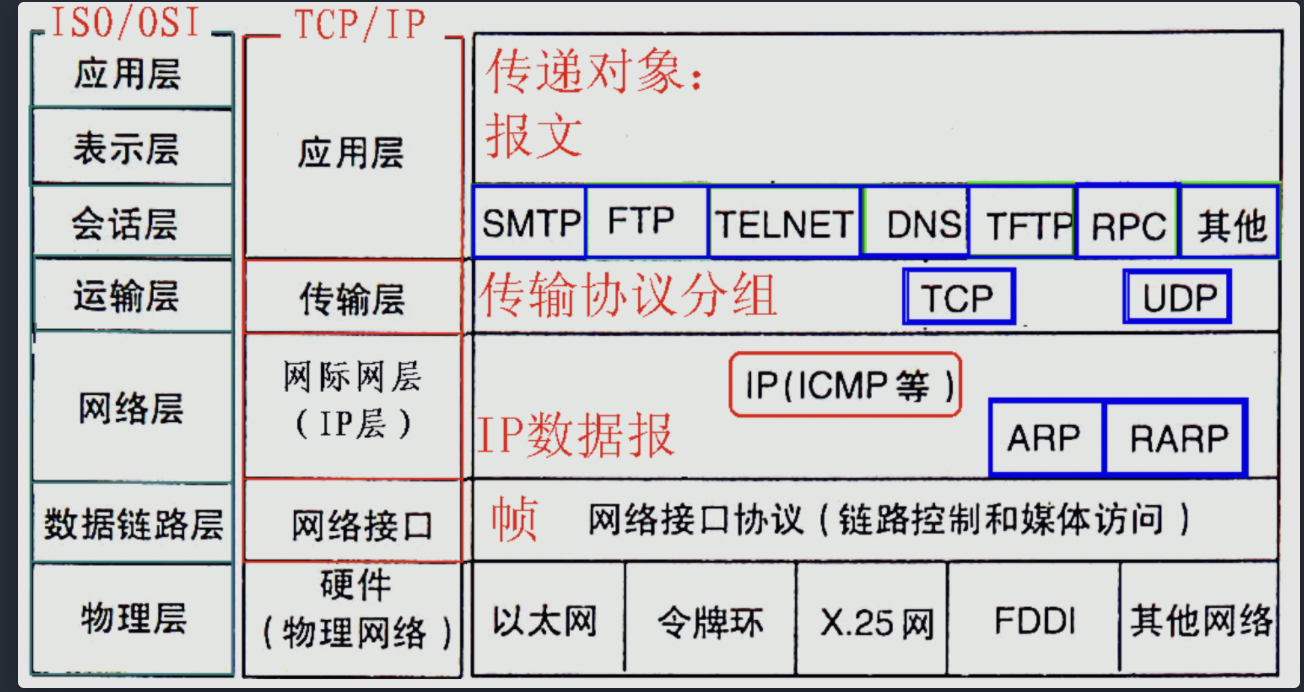 ISO/OSI
TCP/IP
应用层
表示层
会话层
运输层
网络层
数据链路层
物理层
应用层
传输层
网际网层
(IP层)
网络接口
硬件
(物理网络)
传递对象:
报文
SMTP FTP TELNET DNS TFTP RPC 其他
传输协议分组 TCP UDP
IP(ICMP等)
IP数据报
ARP RARP
帧 网络接口协议(链路控制和媒体访问)
以太网 令牌环 X.25网 FDDI 其他网络